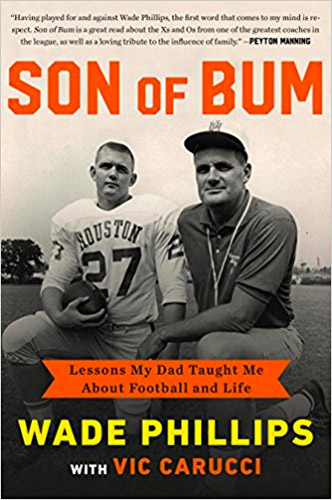 "Having played for and against Wade Phillips, the first word that comes to my mind is re-
spect. Son of Bum is a great read about the Xs and Os from one of the greatest coaches in
the league, as well as a loving tribute to the influence of family." —PEYTON MANNING
SON OF BUM
HOUSTON
27
Lessons My Dad Taught Me
About Football and Life
WADE PHILLIPS
WITH VIC CARUCCI